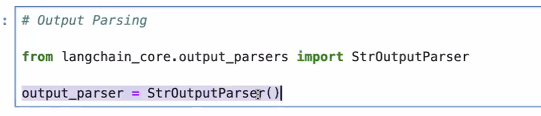 :
# Output Parsing
from langchain_core.output_parsers import StrOutputParser
output_parser = StrOutputParser()